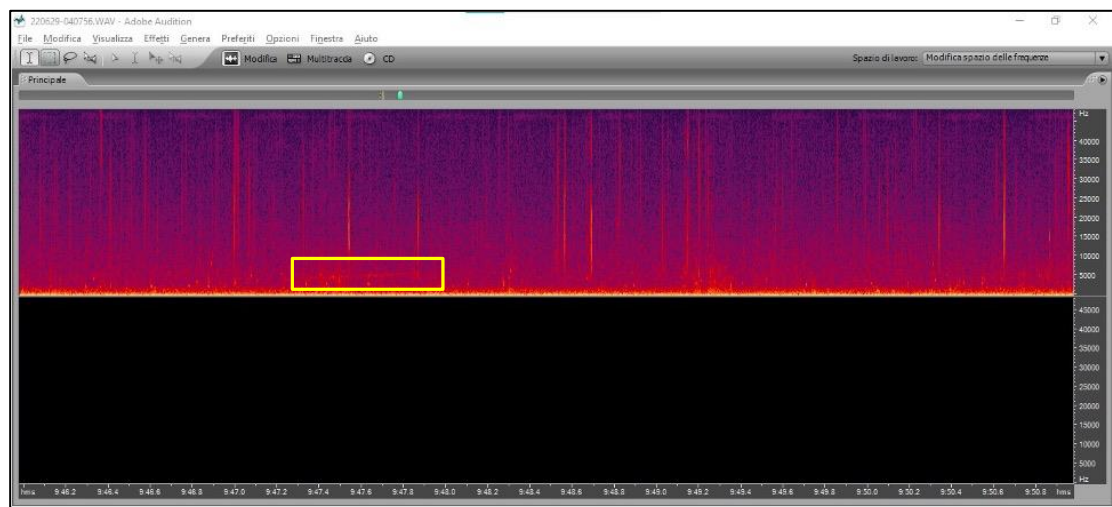 220629-040756.WAV - Adobe Audition
File Modifica Visualizza Effetti Genera Preferiti Opzioni Finestra Aiuto
Modifica Multitraccia CD Spazio di lavoro: Modifica spazio delle frequenze
Principale
Hz
40000
35000
30000
25000
20000
15000
10000
5000
45000
40000
35000
30000
25000
20000
15000
10000
5000
Hz
hms 9:46.2 9:46.4 9:46.6 9:46.8 9:47.0 9:47.2 9:47.4 9:47.6 9:47.8 9:48.0 9:48.2 9:48.4 9:48.6 9:48.8 9:49.0 9:49.2 9:49.4 9:49.6 9:49.8 9:50.0 9:50.2 9:50.4 9:50.6 9:50.8 hms